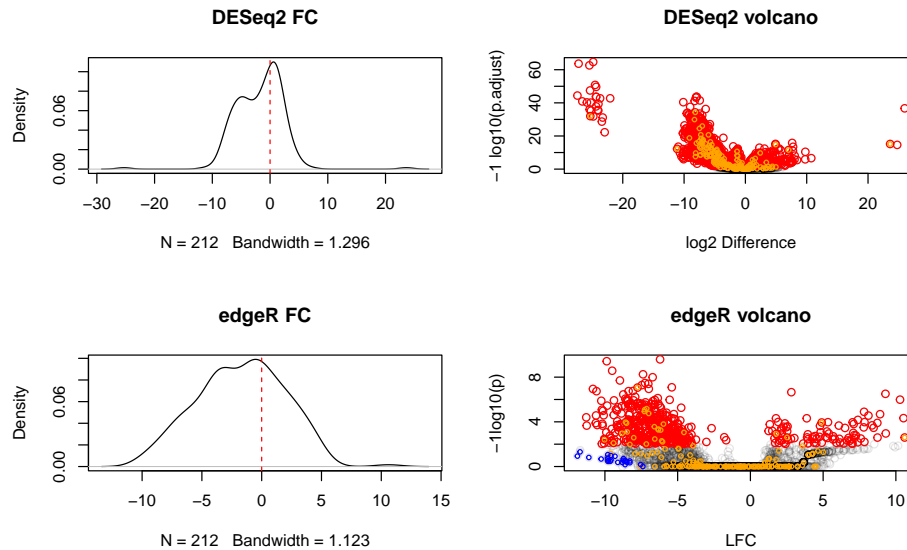 DESeq2 FC
Density
0.00
0.06
−30
−20
−10
0
10
20
N = 212 Bandwidth = 1.296
DESeq2 volcano
−1 log10(p.adjust)
0
20
40
60
−20
−10
0
10
20
log2 Difference
edgeR FC
Density
0.00
0.06
−10
−5
0
5
10
15
N = 212 Bandwidth = 1.123
edgeR volcano
−1log10(p)
0
4
8
−10
−5
0
5
10
LFC